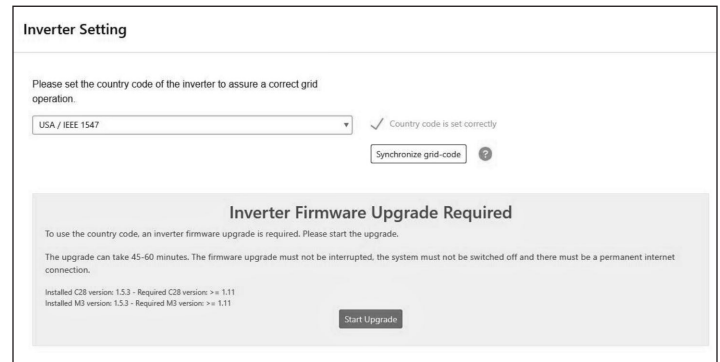 Inverter Setting
Please set the country code of the inverter to assure a correct grid
operation.
USA / IEEE 1547
Country code is set correctly
Synchronize grid-code ?
Inverter Firmware Upgrade Required
To use the country code, an inverter firmware upgrade is required. Please start the upgrade.
The upgrade can take 45-60 minutes. The firmware upgrade must not be interrupted, the system must not be switched off and there must be a permanent internet
connection.
Installed C28 version: 1.5.3 - Required C28 version: >= 1.11
Installed M3 version: 1.5.3 - Required M3 version: >= 1.11
Start Upgrade